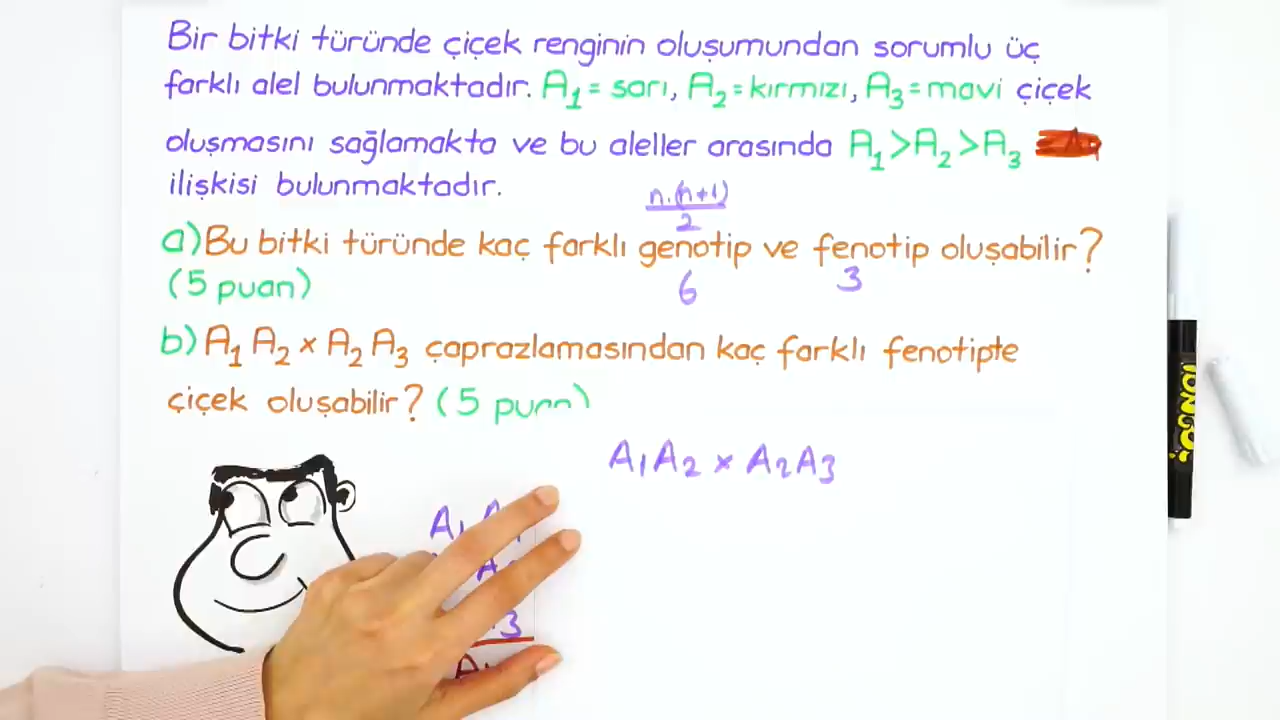 Bir bitki türünde çiçek renginin oluşumundan sorumlu üç
farklı alel bulunmaktadır. A₁ = sarı, A₂ = kırmızı, A₃ = mavi çiçek
oluşmasını sağlamakta ve bu aleller arasında A₁ > A₂ > A₃
ilişkisi bulunmaktadır.
n.(n+1)
2
a) Bu bitki türünde kaç farklı genotip ve fenotip oluşabilir?
(5 puan)
6
3
b) A₁ A₂ x A₂ A₃ çaprazlamasından kaç farklı fenotipte
çiçek oluşabilir? (5 puan)
A₁A₂ x A₂A₃
A₁